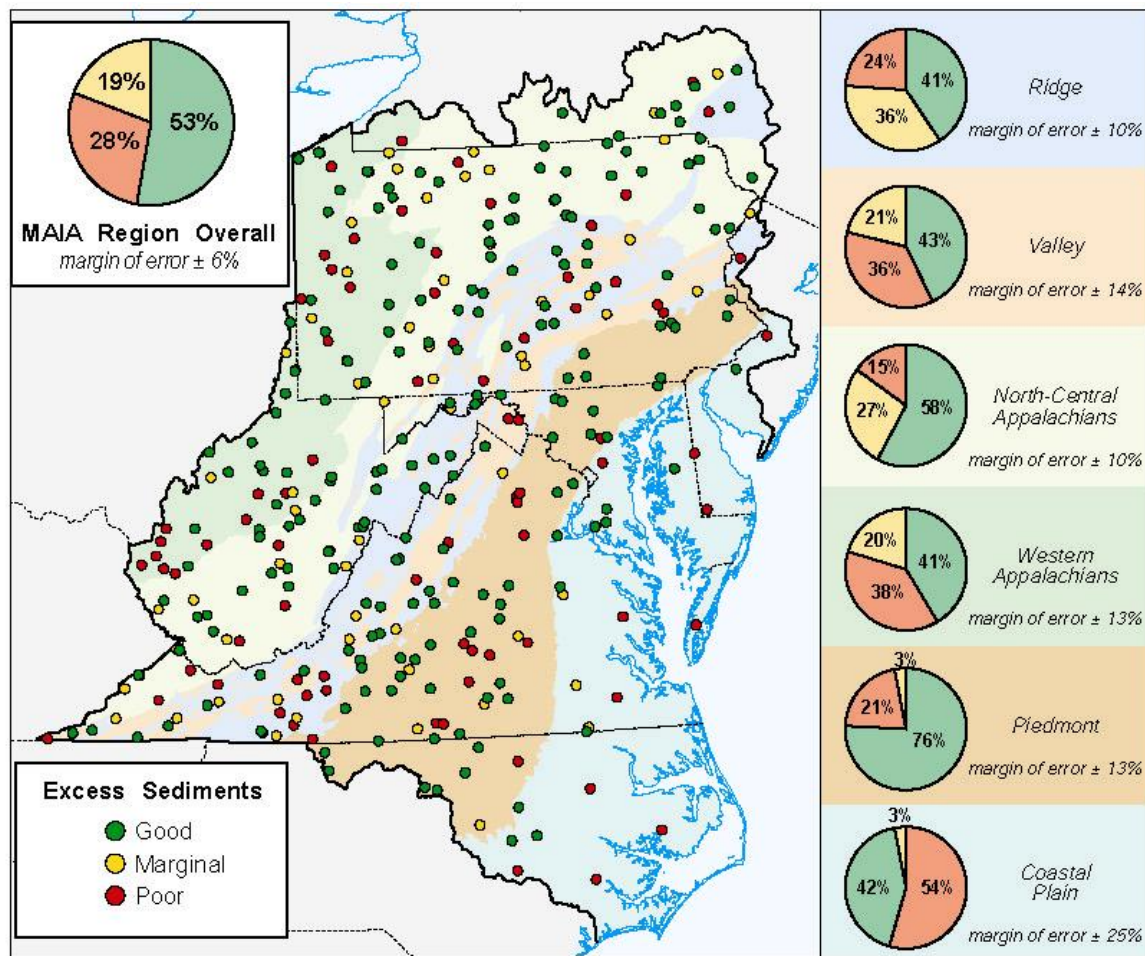 19%
53%
28%
MAIA Region Overall
margin of error ± 6%
Excess Sediments
Good
Marginal
Poor
24%
41%
36%
Ridge
margin of error ± 10%
21%
43%
36%
Valley
margin of error ± 14%
15%
27%
58%
North-Central
Appalachians
margin of error ± 10%
20%
41%
38%
Western
Appalachians
margin of error ± 13%
3%
21%
76%
Piedmont
margin of error ± 13%
3%
42%
54%
Coastal
Plain
margin of error ± 25%